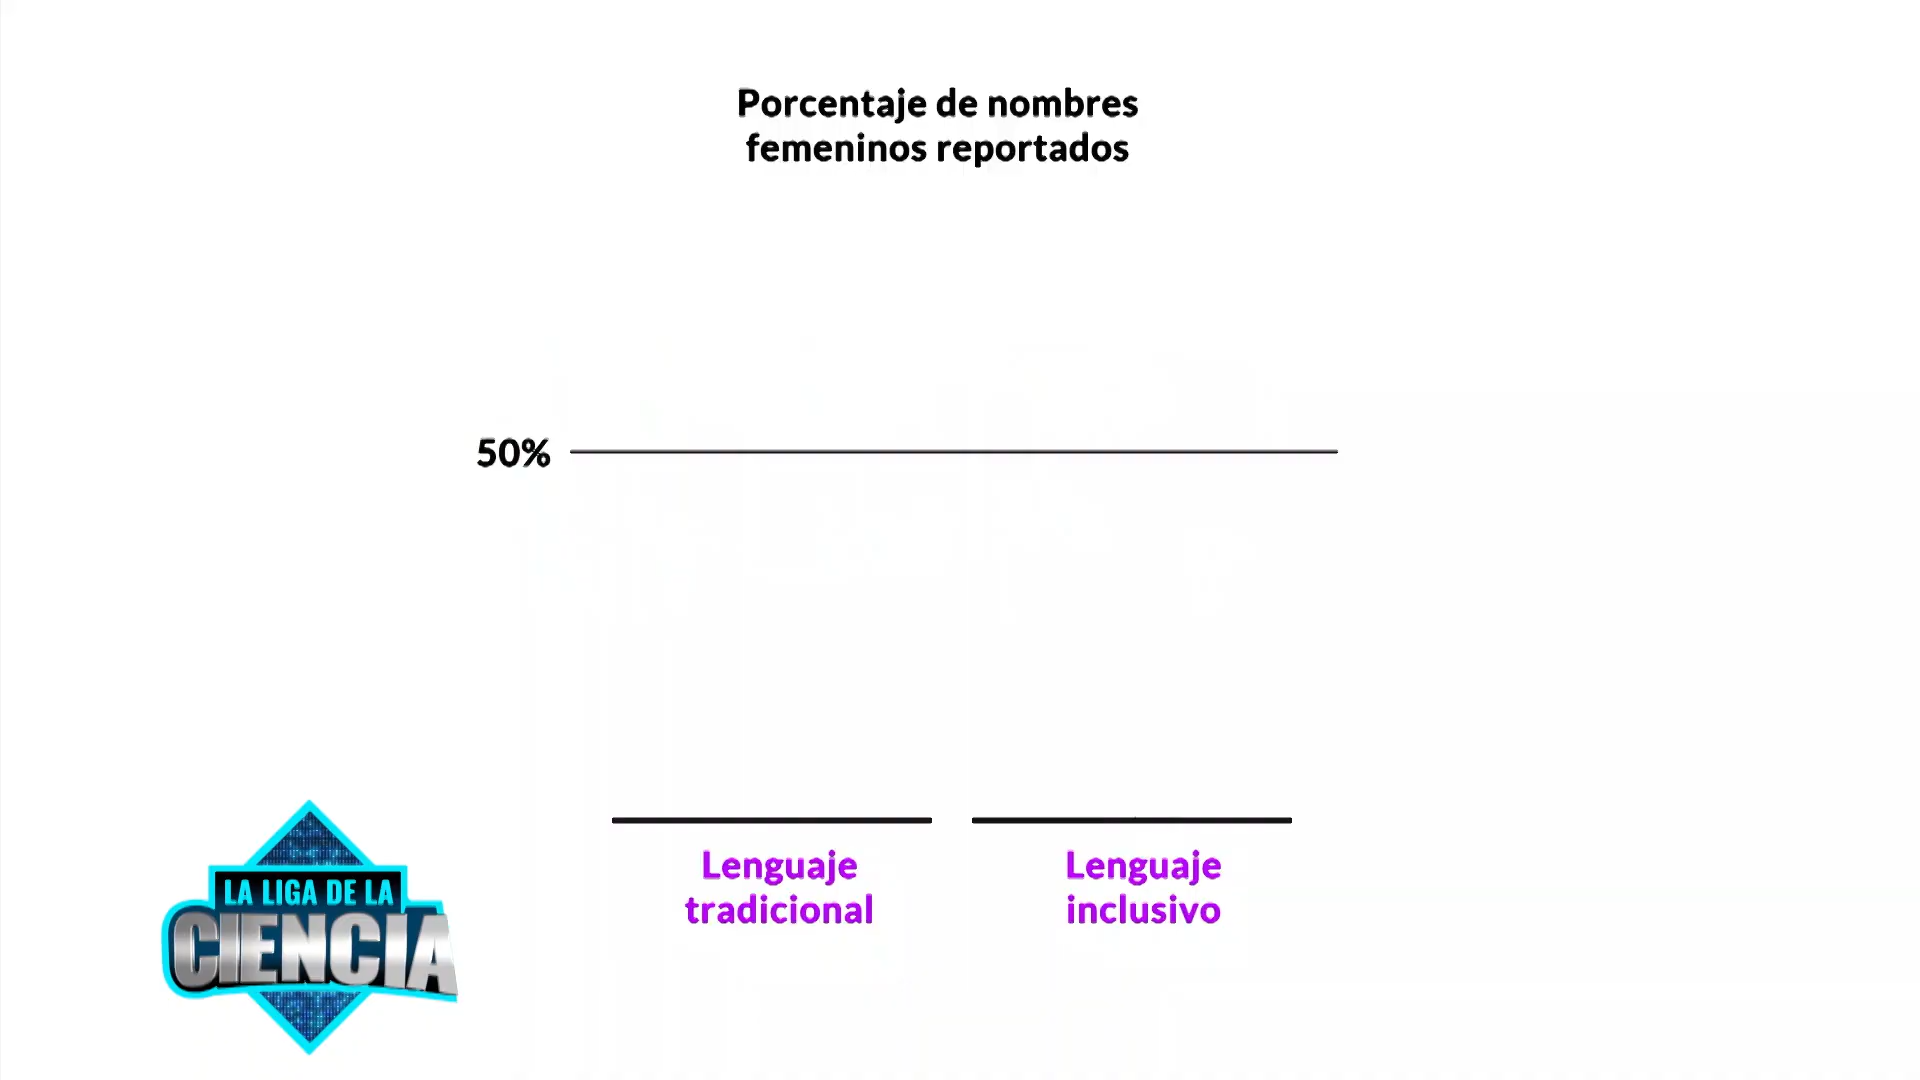 Porcentaje de nombres
femeninos reportados
50%
Lenguaje
tradicional
Lenguaje
inclusivo
LA LIGA DE LA
CIENCIA